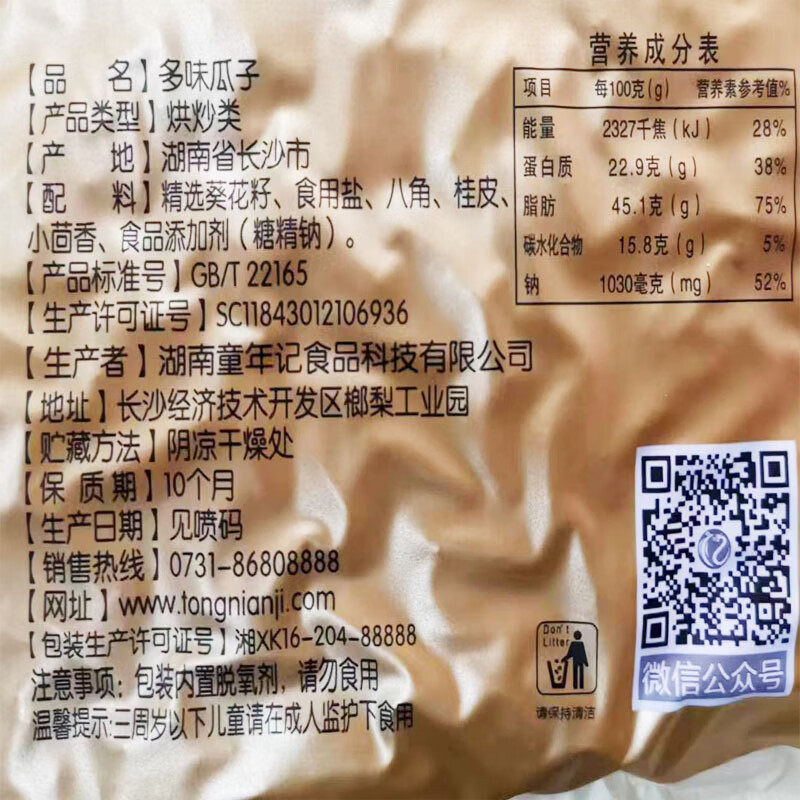 【品 名】多味瓜子
【产品类型】烘炒类
【产 地】湖南省长沙市
【配 料】精选葵花籽、食用盐、八角、桂皮、
小茴香、食品添加剂（糖精钠）。
【产品标准号】GB/T 22165
【生产许可证号】SC11843012106936
【生产者】湖南童年记食品科技有限公司
【地址】长沙经济技术开发区榔梨工业园
【贮藏方法】阴凉干燥处
【保 质 期】10个月
【生产日期】见喷码
【销售热线】0731-86808888
【网址】www.tongnianji.com
【包装生产许可证号】湘XK16-204-88888
注意事项：包装内置脱氧剂，请勿食用
温馨提示:三周岁以下儿童请在成人监护下食用
营养成分表
项目 每100克(g) 营养素参考值%
能量 2327千焦(kJ) 28%
蛋白质 22.9克(g) 38%
脂肪 45.1克(g) 75%
碳水化合物 15.8克(g) 5%
钠 1030毫克(mg) 52%
Don't
Litter
请保持清洁
微信公众号